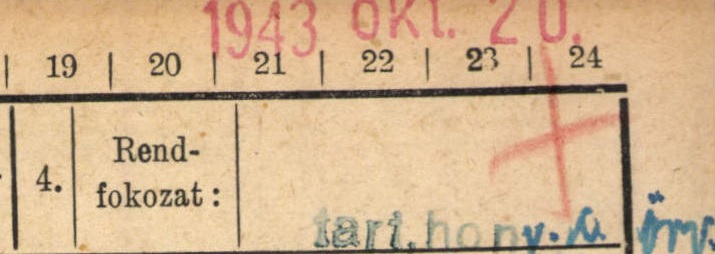 1943 OKT. 20.
19 | 20 | 21 | 22 | 23 | 24
4.
Rend-
fokozat:
tart. honv.